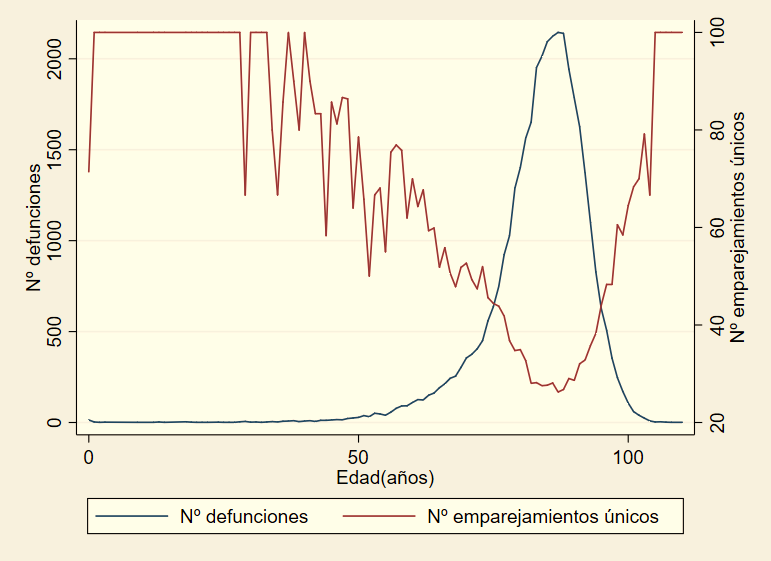 Nº defunciones
0
500
1000
1500
2000
Nº emparejamientos únicos
20
40
60
80
100
0
50
100
Edad(años)
Nº defunciones
Nº emparejamientos únicos